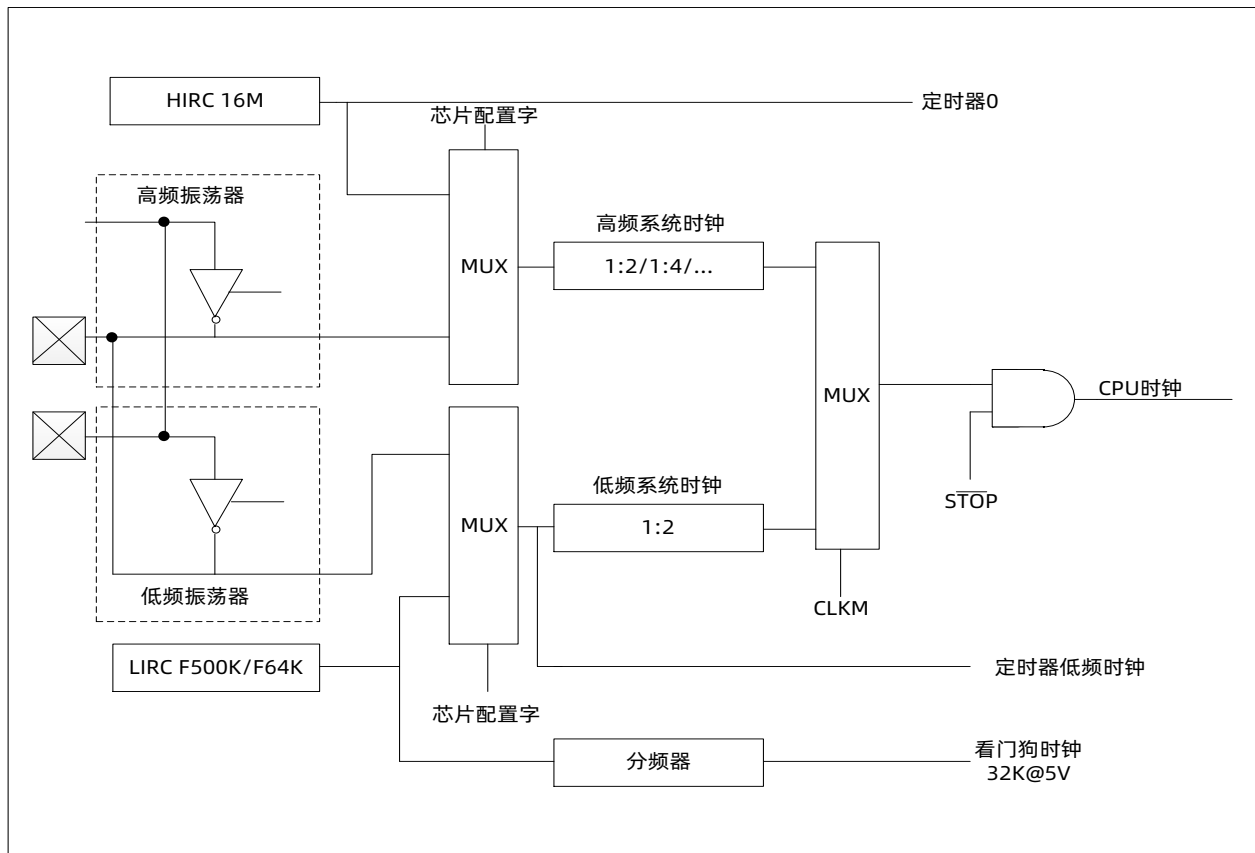 HIRC 16M
定时器0
芯片配置字
高频振荡器
高频系统时钟
MUX
1:2/1:4/...
MUX
CPU时钟
低频系统时钟
STOP
MUX
1:2
低频振荡器
CLKM
LIRC F500K/F64K
定时器低频时钟
芯片配置字
分频器
看门狗时钟
32K@5V